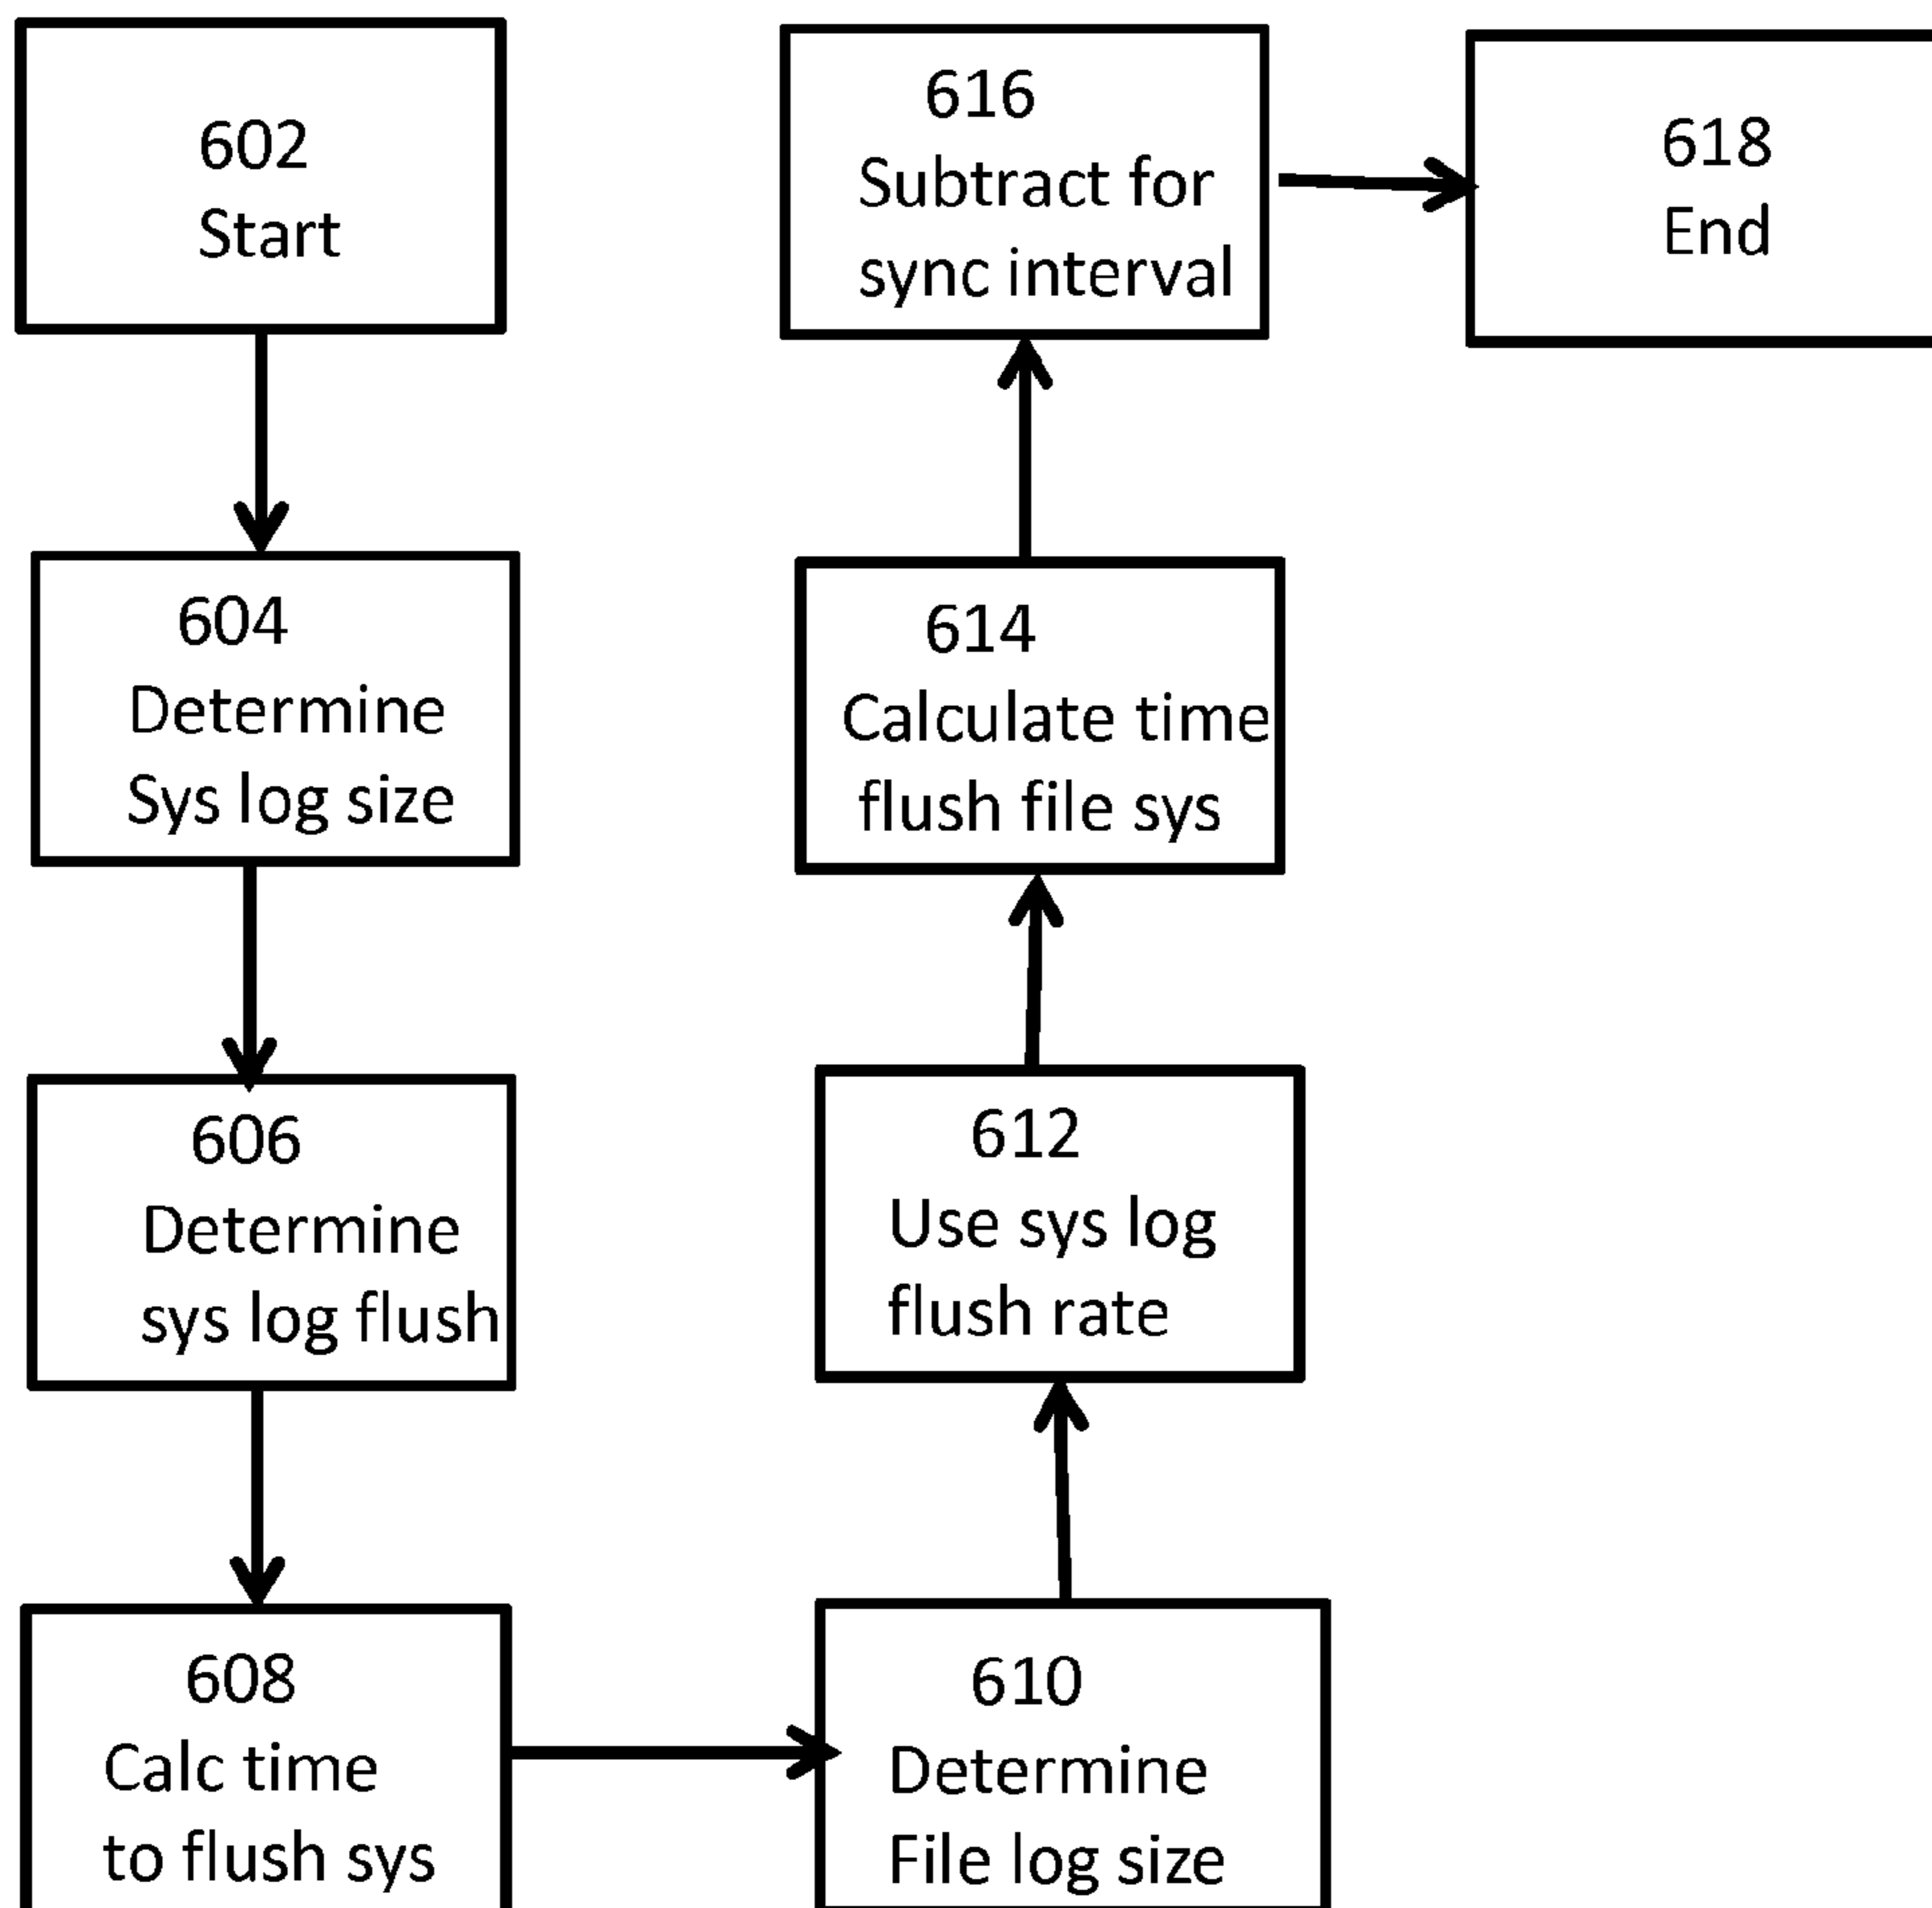 602
Start
604
Determine
Sys log size
606
Determine
sys log flush
608
Calc time
to flush sys
610
Determine
File log size
612
Use sys log
flush rate
614
Calculate time
flush file sys
616
Subtract for
sync interval
618
End